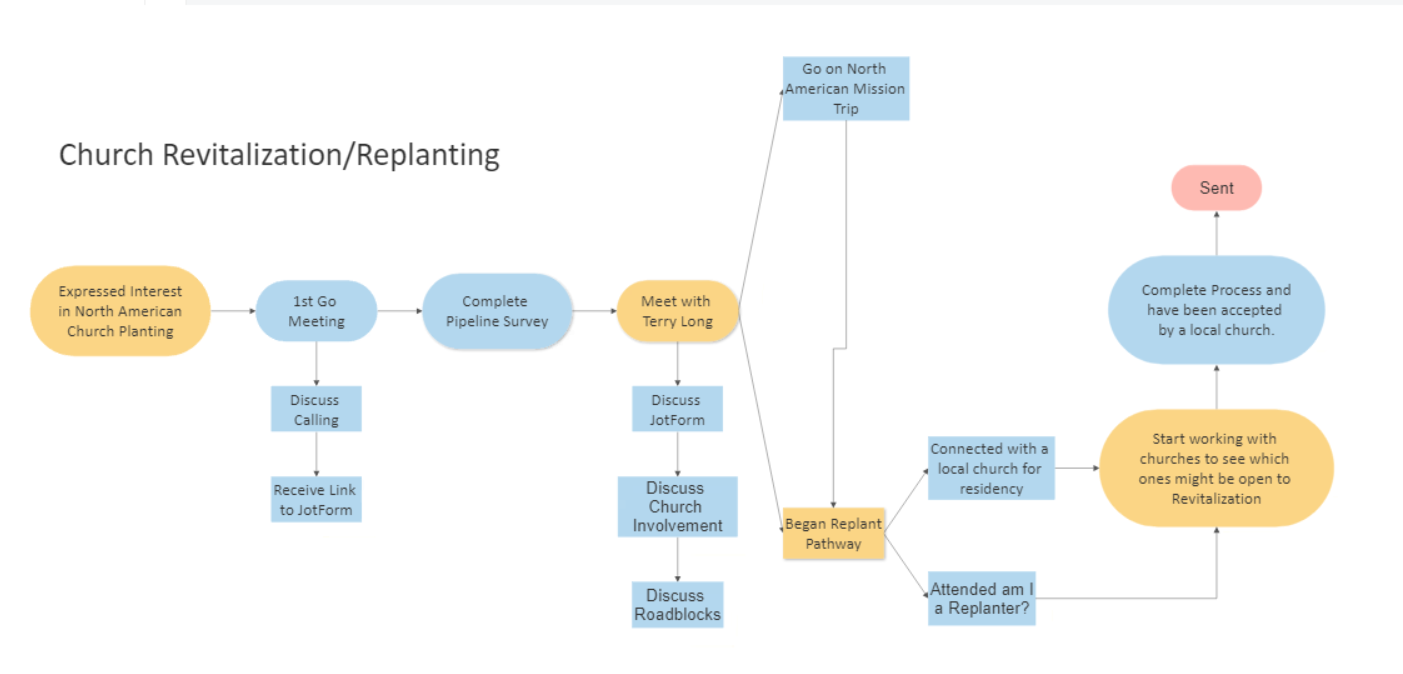 Church Revitalization/Replanting
Go on North
American Mission
Trip
Sent
Expressed Interest
in North American
Church Planting
1st Go
Meeting
Complete
Pipeline Survey
Meet with
Terry Long
Complete Process and
have been accepted
by a local church.
Discuss
Calling
Receive Link
to JotForm
Discuss
JotForm
Discuss
Church
Involvement
Discuss
Roadblocks
Began Replant
Pathway
Connected with a
local church for
residency
Attended am I
a Replanter?
Start working with
churches to see which
ones might be open to
Revitalization